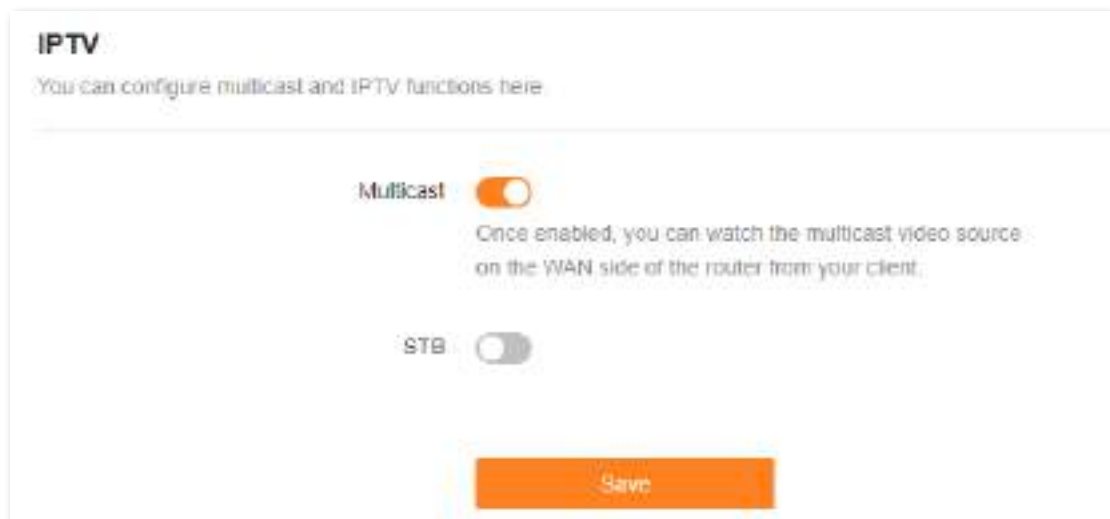 IPTV
You can configure multicast and IPTV functions here
Multicast
Once enabled, you can watch the multicast video source
on the WAN side of the router from your client.
STB
Save